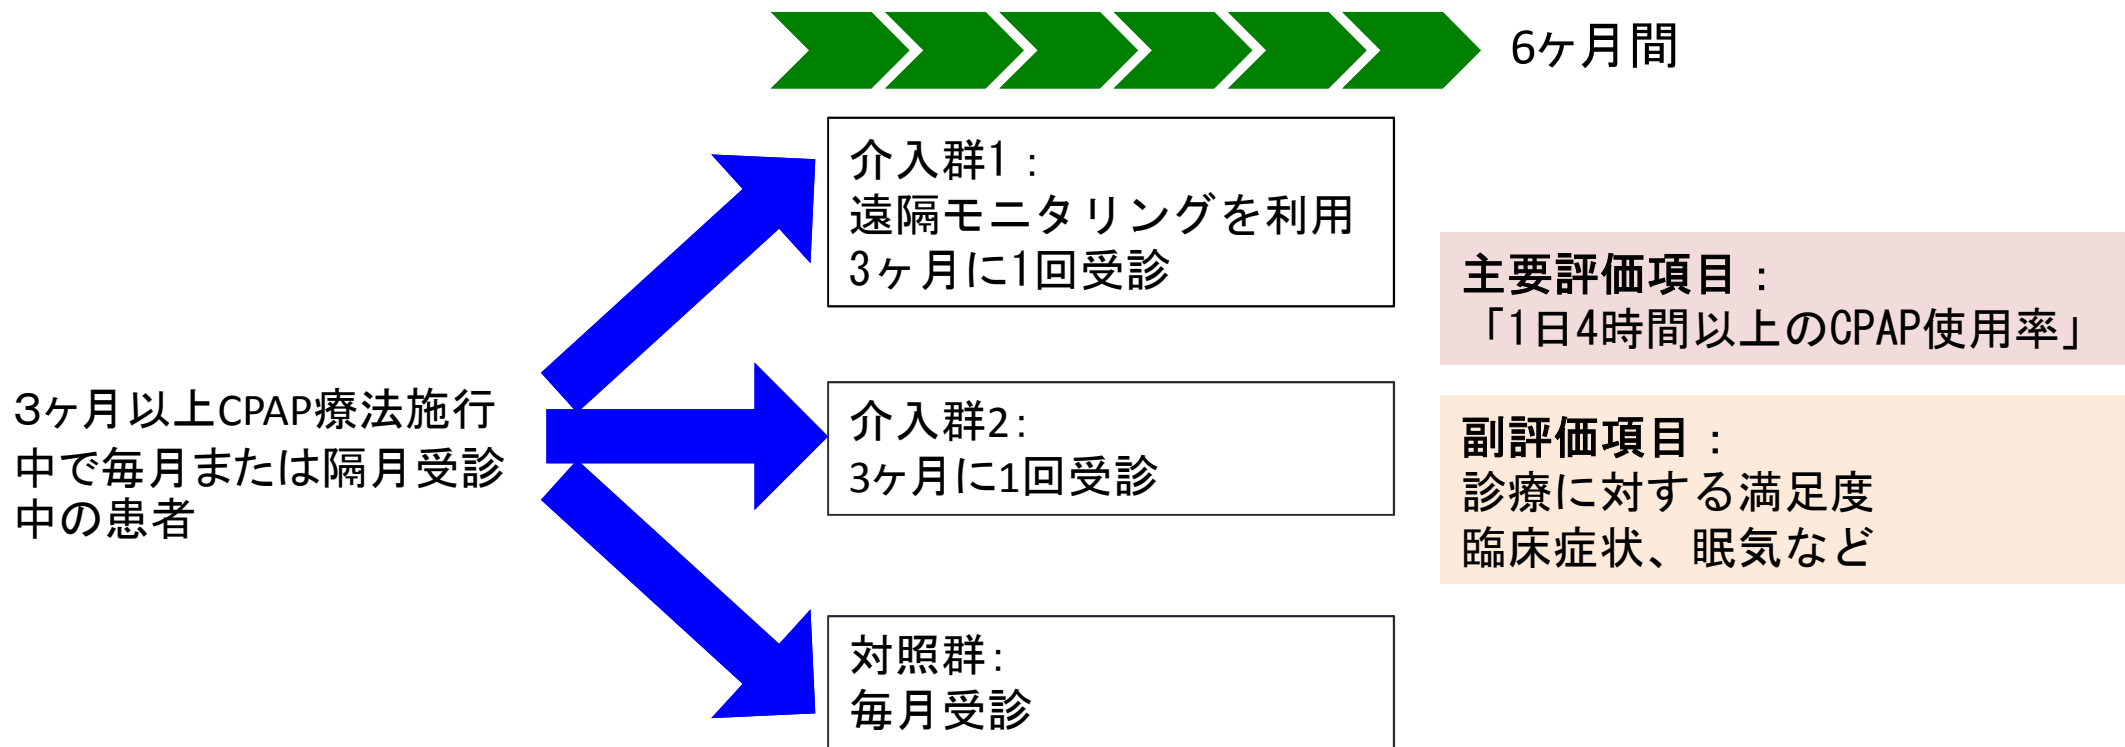 6ヶ月間
介入群1：
遠隔モニタリングを利用
3ヶ月に1回受診
主要評価項目：
「1日4時間以上のCPAP使用率」
３ヶ月以上CPAP療法施行
中で毎月または隔月受診
中の患者
介入群2：
3ヶ月に1回受診
副評価項目：
診療に対する満足度
臨床症状、眠気など
対照群：
毎月受診